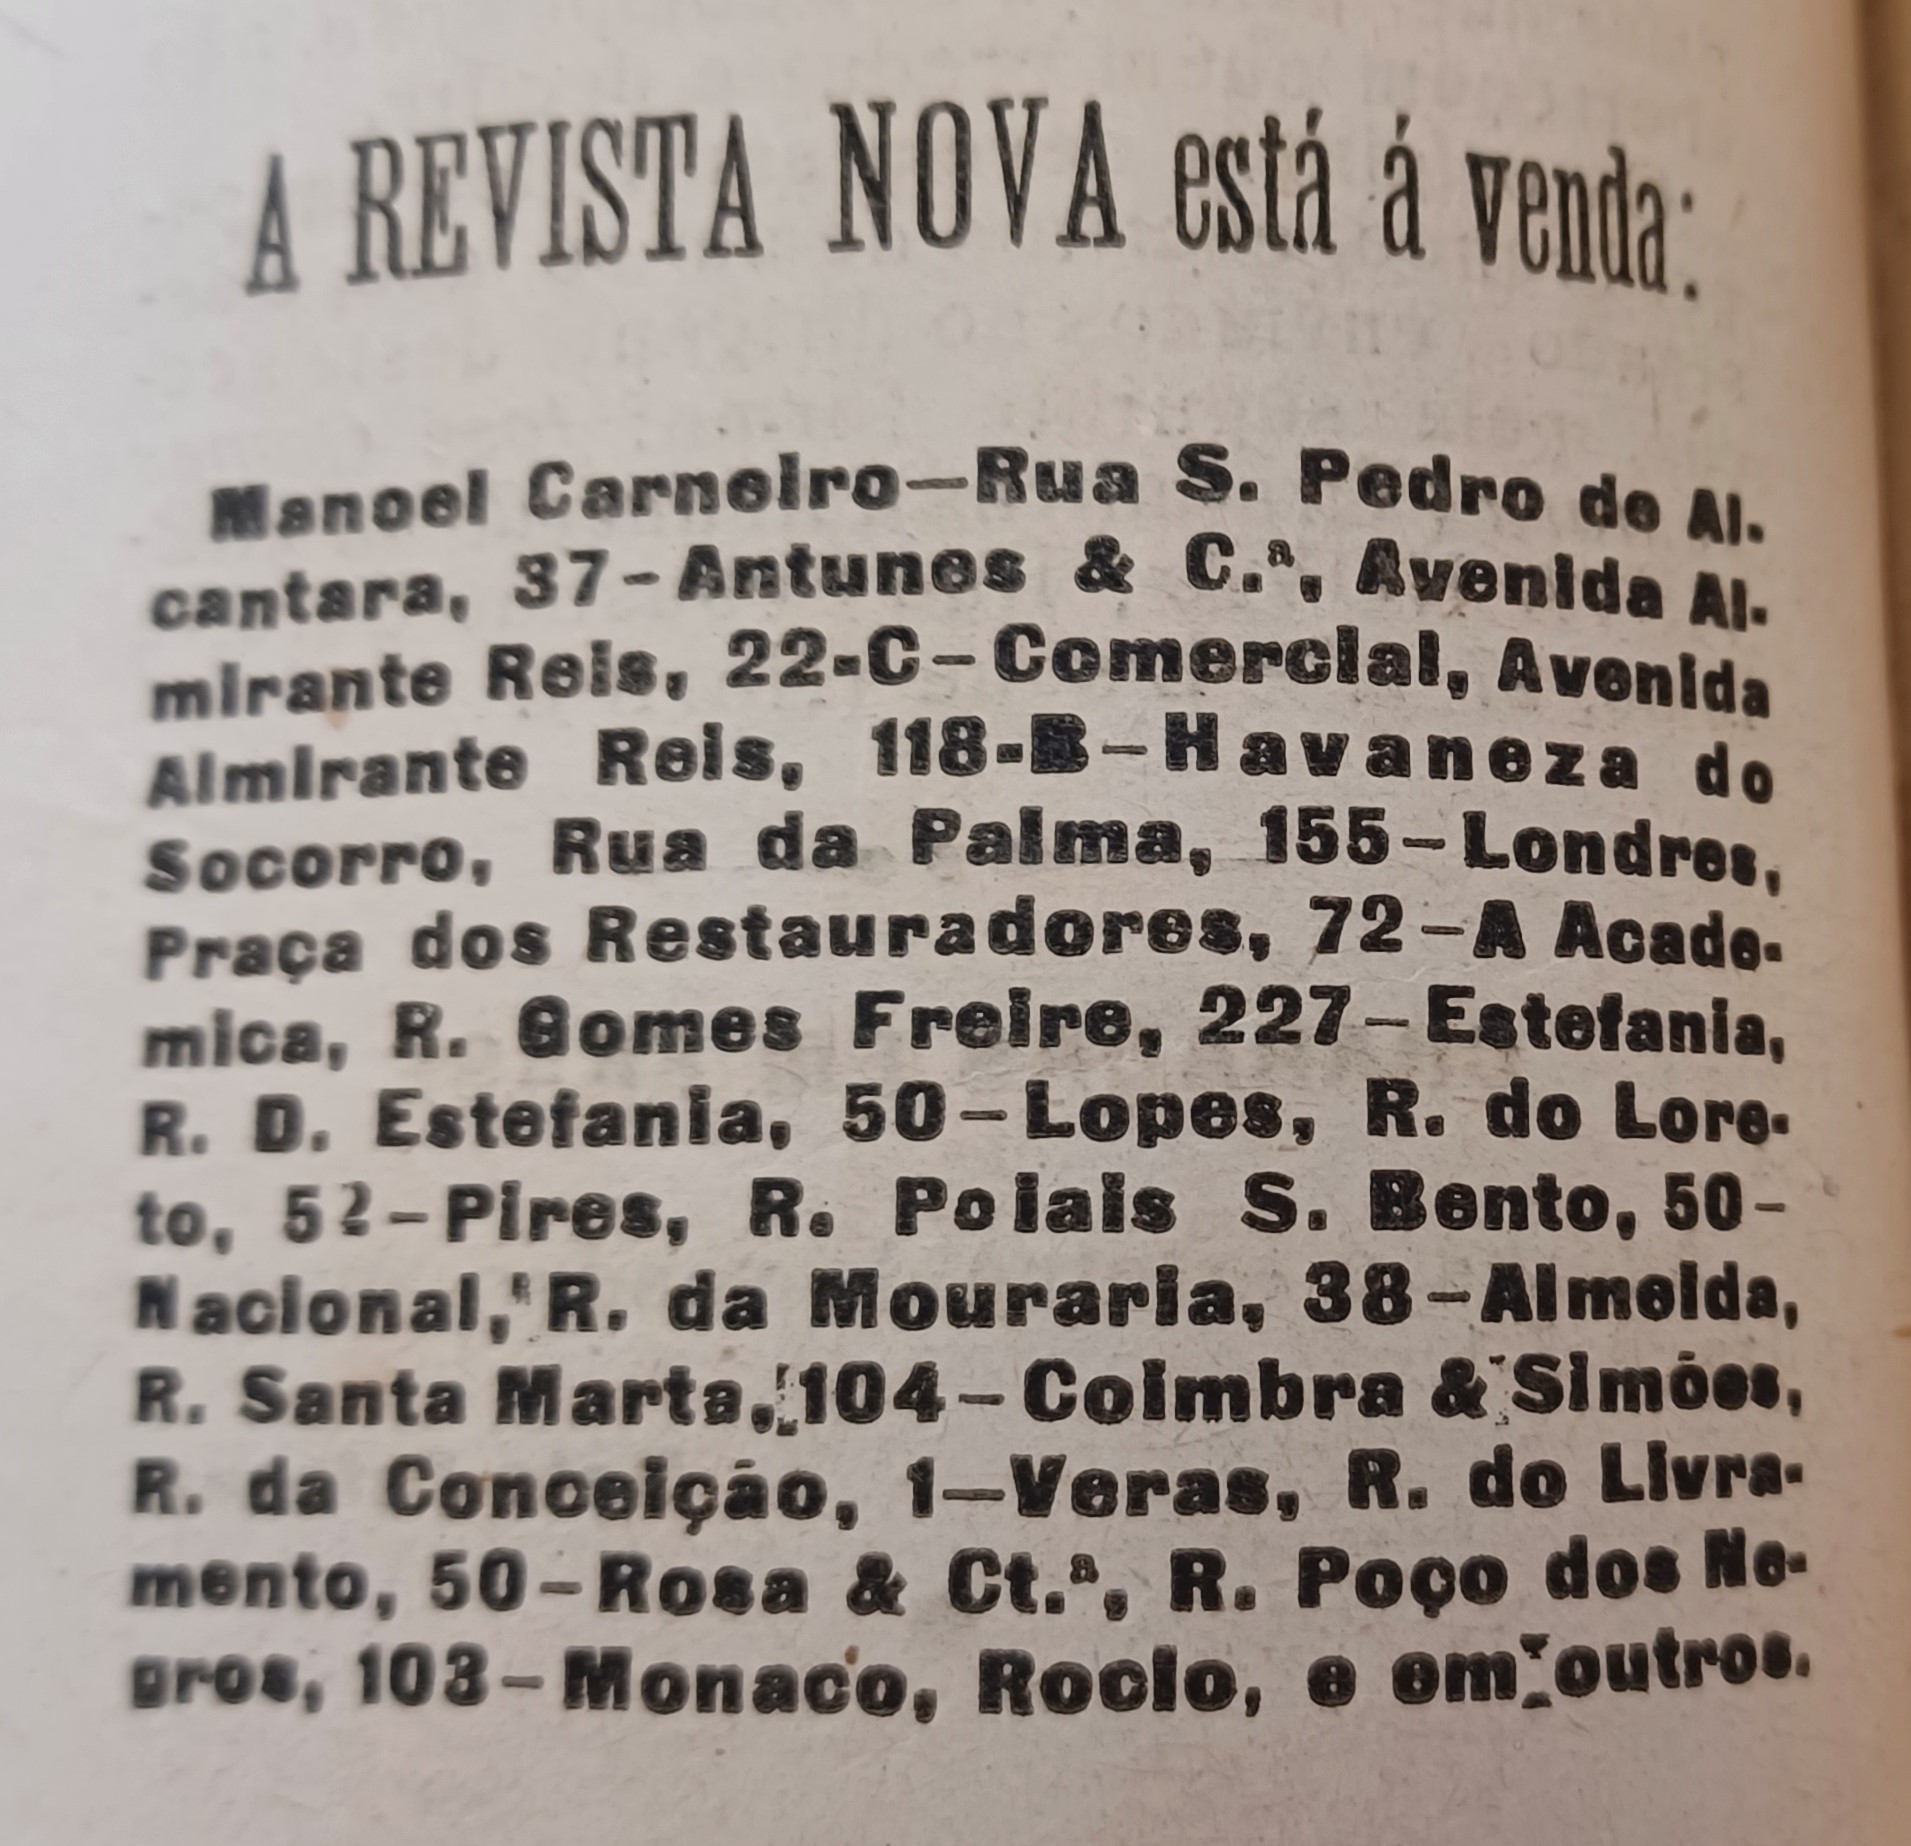 A REVISTA NOVA está á venda:
Manoel Carneiro—Rua S. Pedro de Al-
cantara, 37-Antunes & C.ª, Avenida Al-
mirante Reis, 22-C-Comercial, Avenida
Almirante Reis, 118-B-Havaneza do
Socorro, Rua da Palma, 155-Londres,
Praça dos Restauradores, 72-A Acade-
mica, R. Gomes Freire, 227-Estefania,
R. D. Estefania, 50-Lopes, R. do Lore-
to, 52-Pires, R. Poiais S. Bento, 50-
Nacional, R. da Mouraria, 38-Almeida,
R. Santa Marta, 104-Coimbra & Simões,
R. da Conceição, 1—Veras, R. do Livra-
mento, 50-Rosa & Ct.ª, R. Poço dos Ne-
gros, 103-Monaco, Rocio, e em outros.